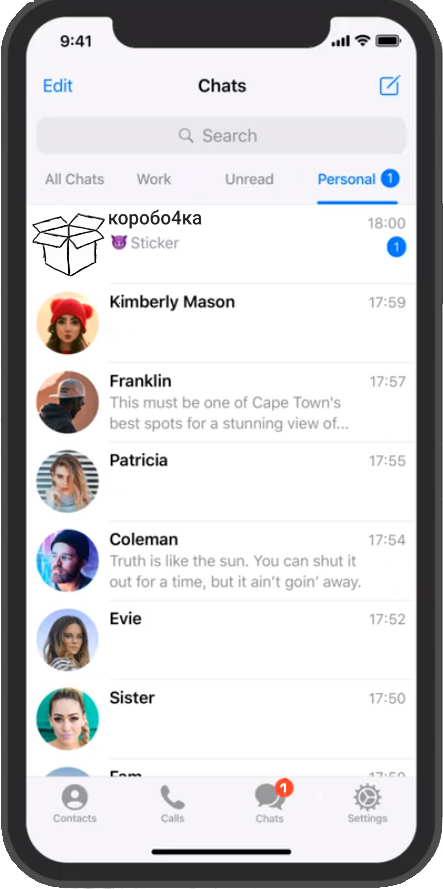 9:41
Edit
Chats
Search
All Chats
Work
Unread
Personal 1
коробо4ка
18:00
😈 Sticker
1
Kimberly Mason
17:59
Franklin
17:57
This must be one of Cape Town's
best spots for a stunning view of...
Patricia
17:55
Coleman
17:54
Truth is like the sun. You can shut it
out for a time, but it ain’t goin’ away.
Evie
17:52
Sister
17:50
1
Contacts
Calls
Chats
Settings